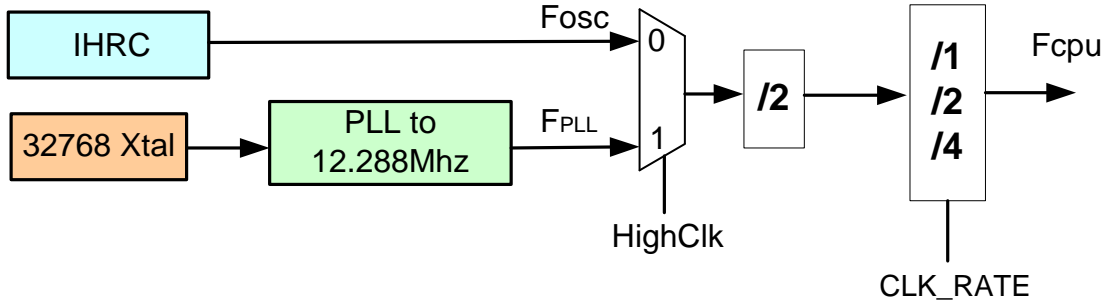 IHRC
Fosc
0
32768 Xtal
PLL to
12.288Mhz
FPLL
1
HighClk
/2
/1
/2
/4
CLK_RATE
Fcpu